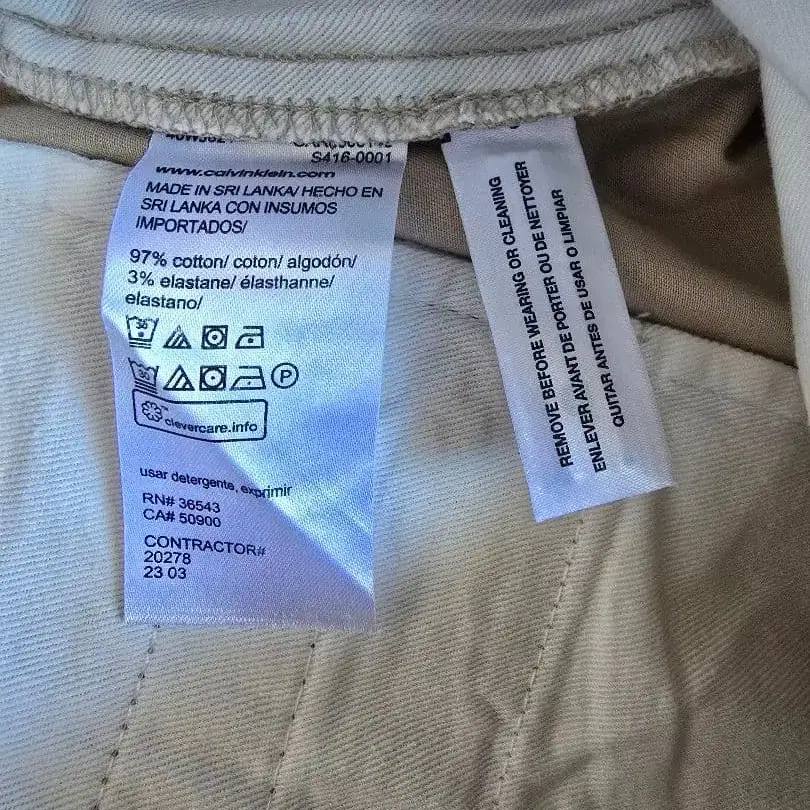 S416-0001
www.calvinklein.com
MADE IN SRI LANKA/ HECHO EN
SRI LANKA CON INSUMOS
IMPORTADOS/
97% cotton/ coton/ algodón/
3% elastane/ élasthanne/
elastano/
30
30 P
clevercare.info
usar detergente, exprimir
RN# 36543
CA# 50900
CONTRACTOR#
20278
23 03
REMOVE BEFORE WEARING OR CLEANING
ENLEVER AVANT DE PORTER OU DE NETTOYER
QUITAR ANTES DE USAR O LIMPIAR